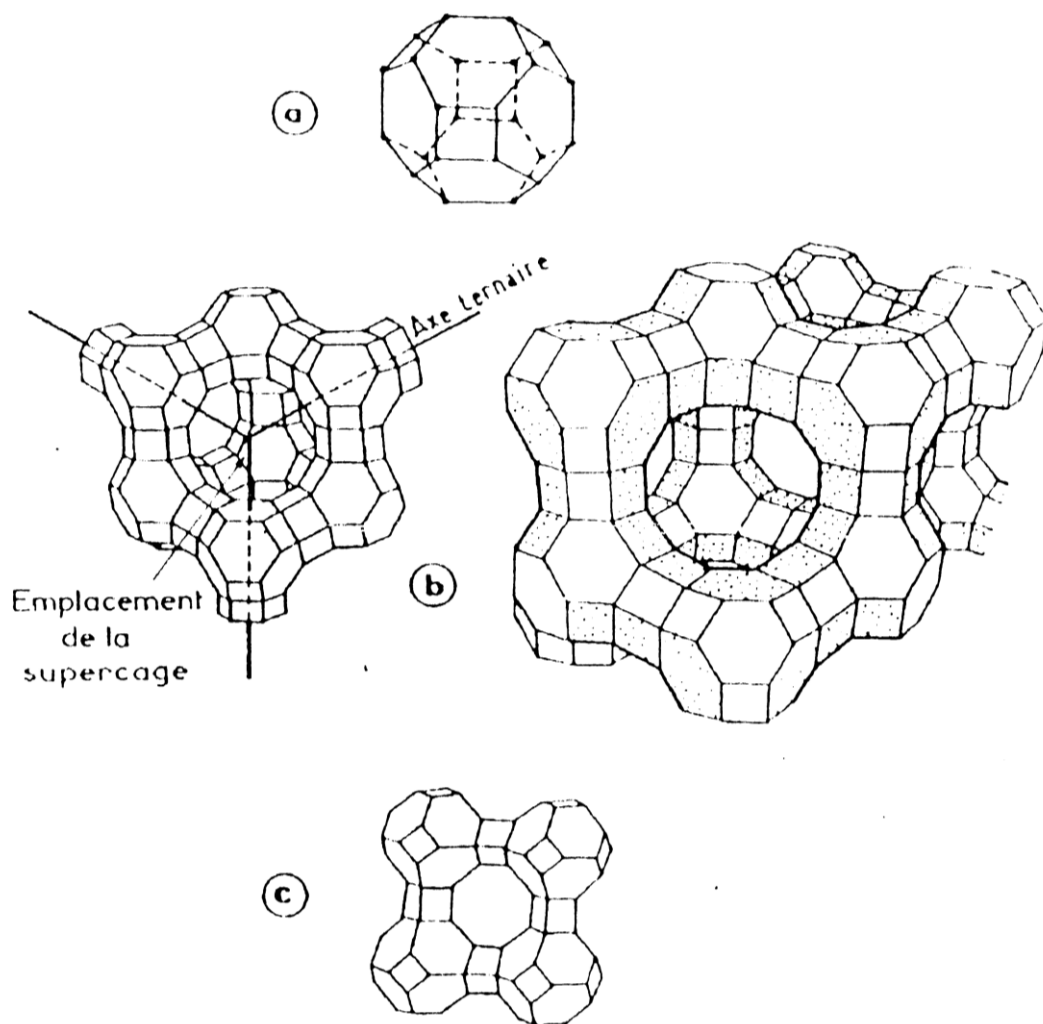 a
Axe ternaire
b
Emplacement
de la
supercage
c